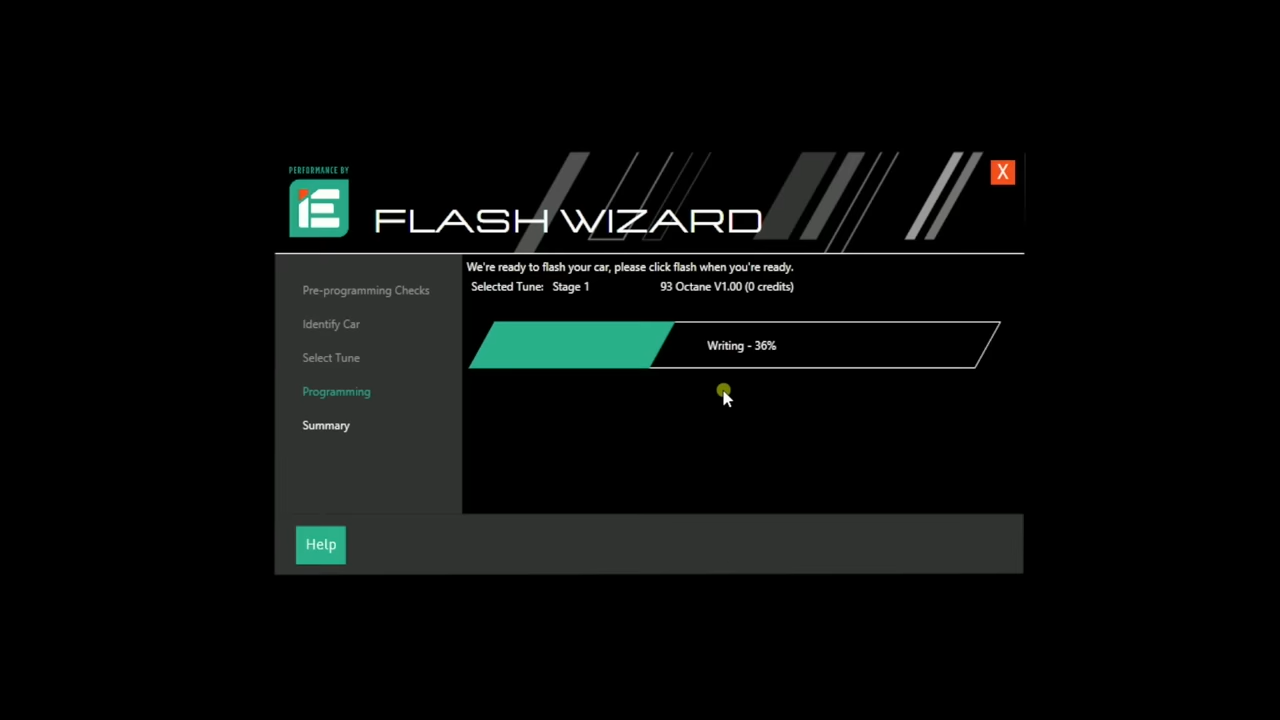 PERFORMANCE BY
iE
FLASH WIZARD
X
We're ready to flash your car, please click flash when you're ready.
Selected Tune: Stage 1 93 Octane V1.00 (0 credits)
Pre-programming Checks
Identify Car
Select Tune
Programming
Summary
Writing - 36%
Help